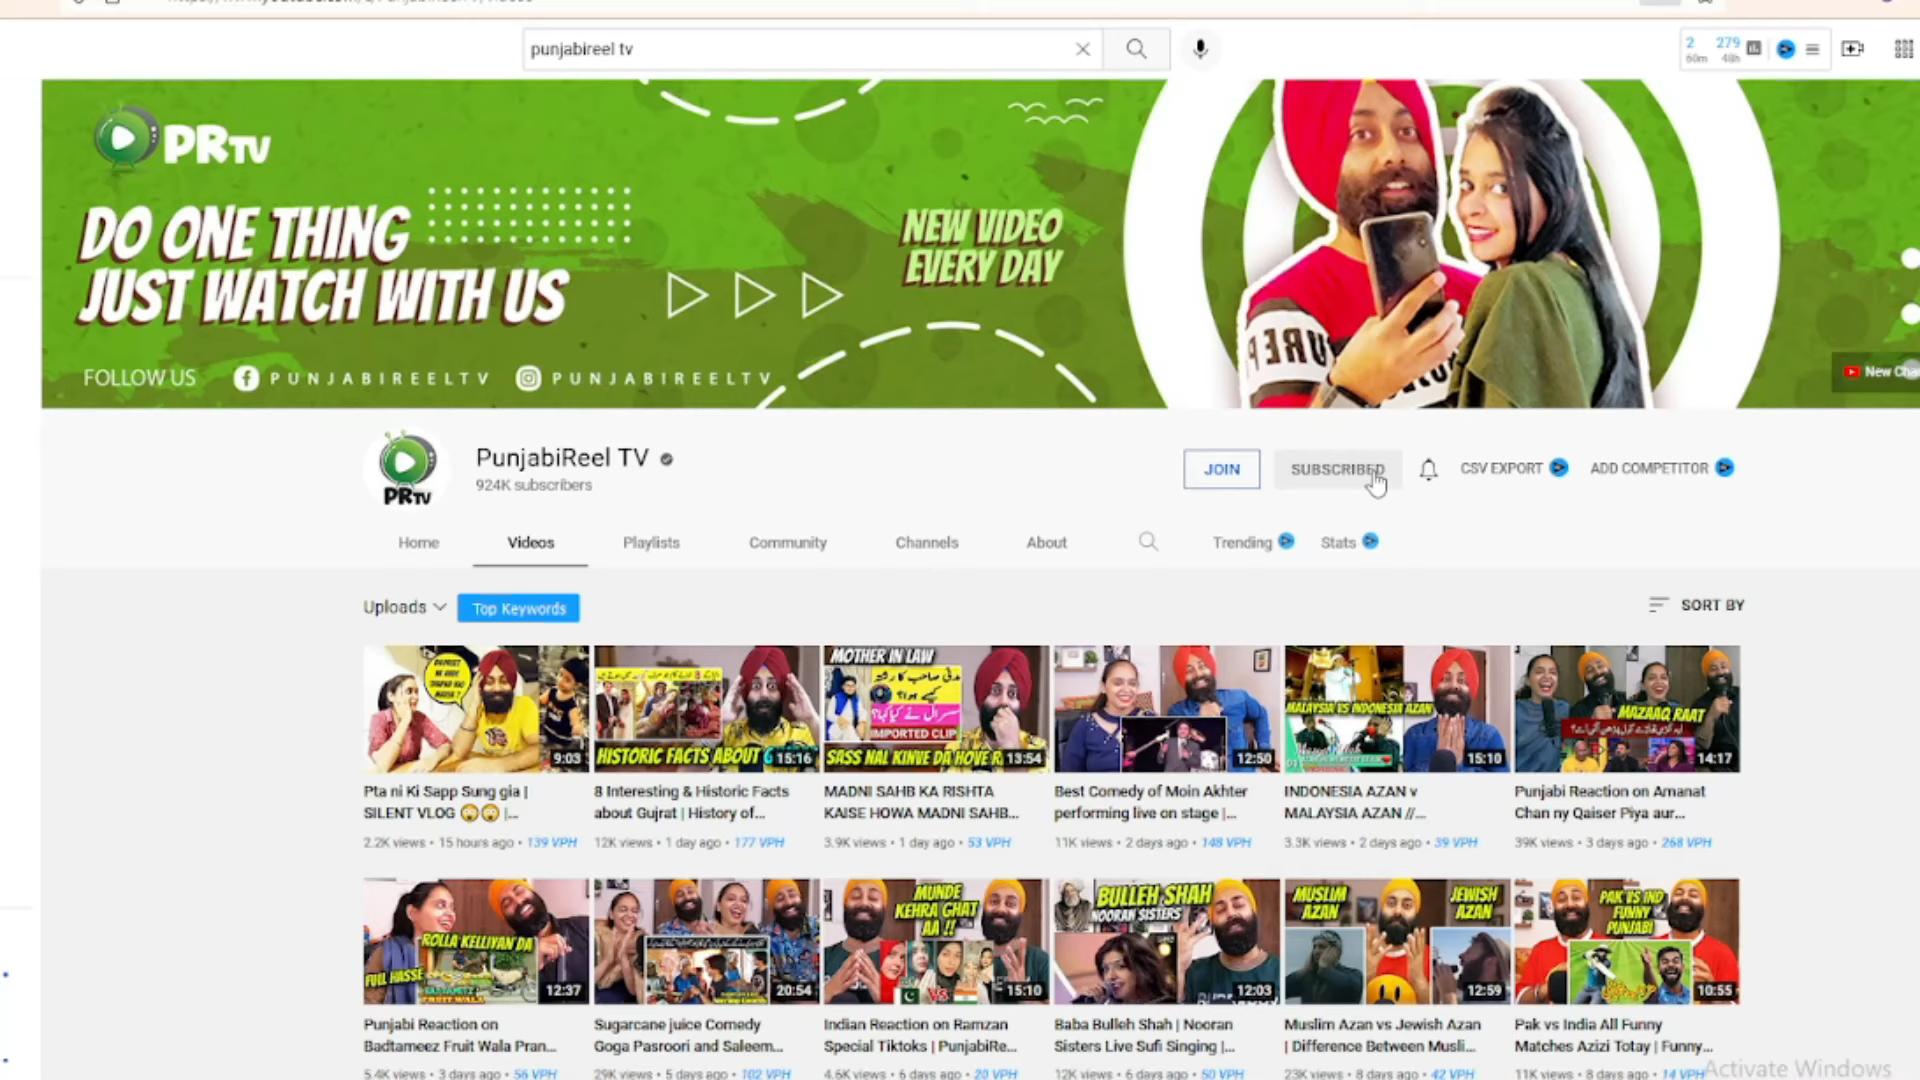 punjabireel tv
2 279
60m 48h
PRTV
DO ONE THING
JUST WATCH WITH US
NEW VIDEO
EVERY DAY
FOLLOW US PUNJABIREELTV PUNJABIREELTV
PRTV
PunjabiReel TV
924K subscribers
JOIN
SUBSCRIBED
CSV EXPORT
ADD COMPETITOR
Home
Videos
Playlists
Community
Channels
About
Trending
Stats
Uploads
Top Keywords
SORT BY
9:03
HISTORIC FACTS ABOUT
15:16
MOTHER IN LAW
IMPORTED CLIP
SASS NAL KINVE DA HOVE R
13:54
12:50
MALAYSIA VS INDONESIA AZAN
15:10
MAZAAQ RAAT
14:17
Pta ni Ki Sapp Sung gia |
SILENT VLOG 😲😲 |...
2.2K views • 15 hours ago • 139 VPH
8 Interesting & Historic Facts
about Gujrat | History of...
12K views • 1 day ago • 177 VPH
MADNI SAHB KA RISHTA
KAISE HOWA MADNI SAHB...
3.9K views • 1 day ago • 53 VPH
Best Comedy of Moin Akhter
performing live on stage |...
11K views • 2 days ago • 148 VPH
INDONESIA AZAN v
MALAYSIA AZAN //...
3.3K views • 2 days ago • 39 VPH
Punjabi Reaction on Amanat
Chan ny Qaiser Piya aur...
39K views • 3 days ago • 268 VPH
ROLLA KELLIYAN DA
FULL HASSE
12:37
20:54
MUNDE
KEHRA GHAT
AA !!
VS
15:10
BULLEH SHAH
NOORAN SISTERS
12:03
MUSLIM
AZAN
JEWISH
AZAN
12:59
PAK VS IND
FUNNY
PUNJABI
10:55
Punjabi Reaction on
Badtameez Fruit Wala Pran...
5.4K views • 3 days ago • 56 VPH
Sugarcane juice Comedy
Goga Pasroori and Saleem...
29K views • 5 days ago • 102 VPH
Indian Reaction on Ramzan
Special Tiktoks | PunjabiRe...
4.6K views • 6 days ago • 20 VPH
Baba Bulleh Shah | Nooran
Sisters Live Sufi Singing |...
12K views • 6 days ago • 50 VPH
Muslim Azan vs Jewish Azan
| Difference Between Musli...
23K views • 8 days ago • 42 VPH
Pak vs India All Funny
Matches Azizi Totay | Funny...
11K views • 8 days ago • 14 VPH
Activate Windows